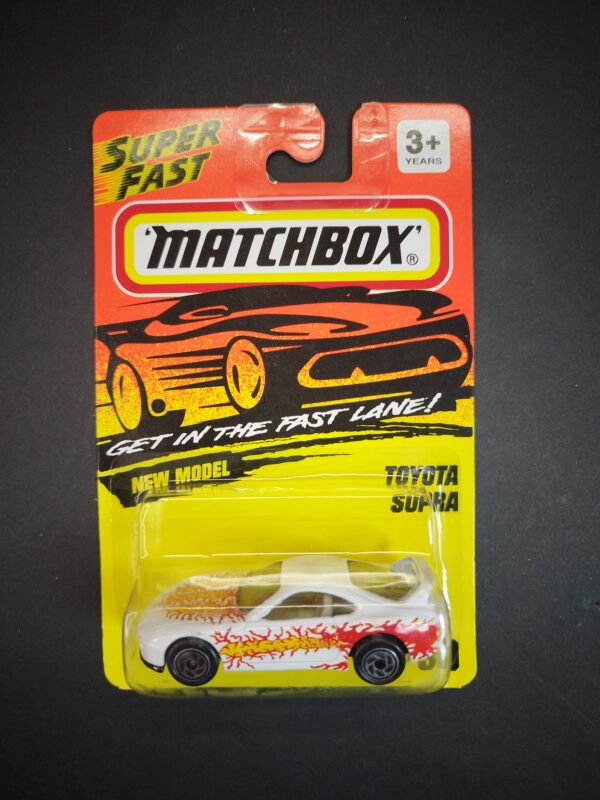 SUPER
FAST
3+
YEARS
'MATCHBOX'®
GET IN THE FAST LANE!
NEW MODEL
TOYOTA
SUPRA